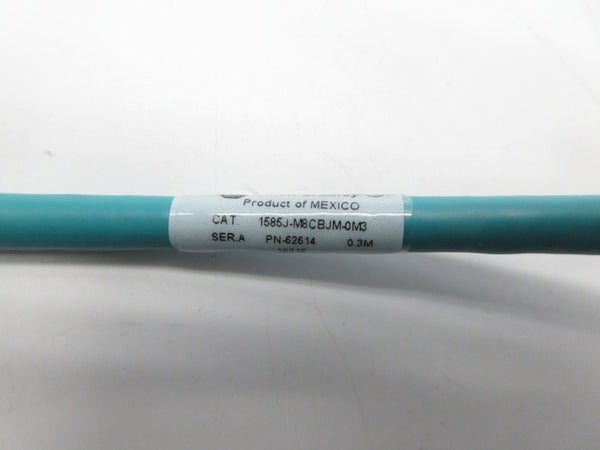 Product of MEXICO
CAT 1585J-M8CBJM-0M3
SER.A PN-62614 0.3M